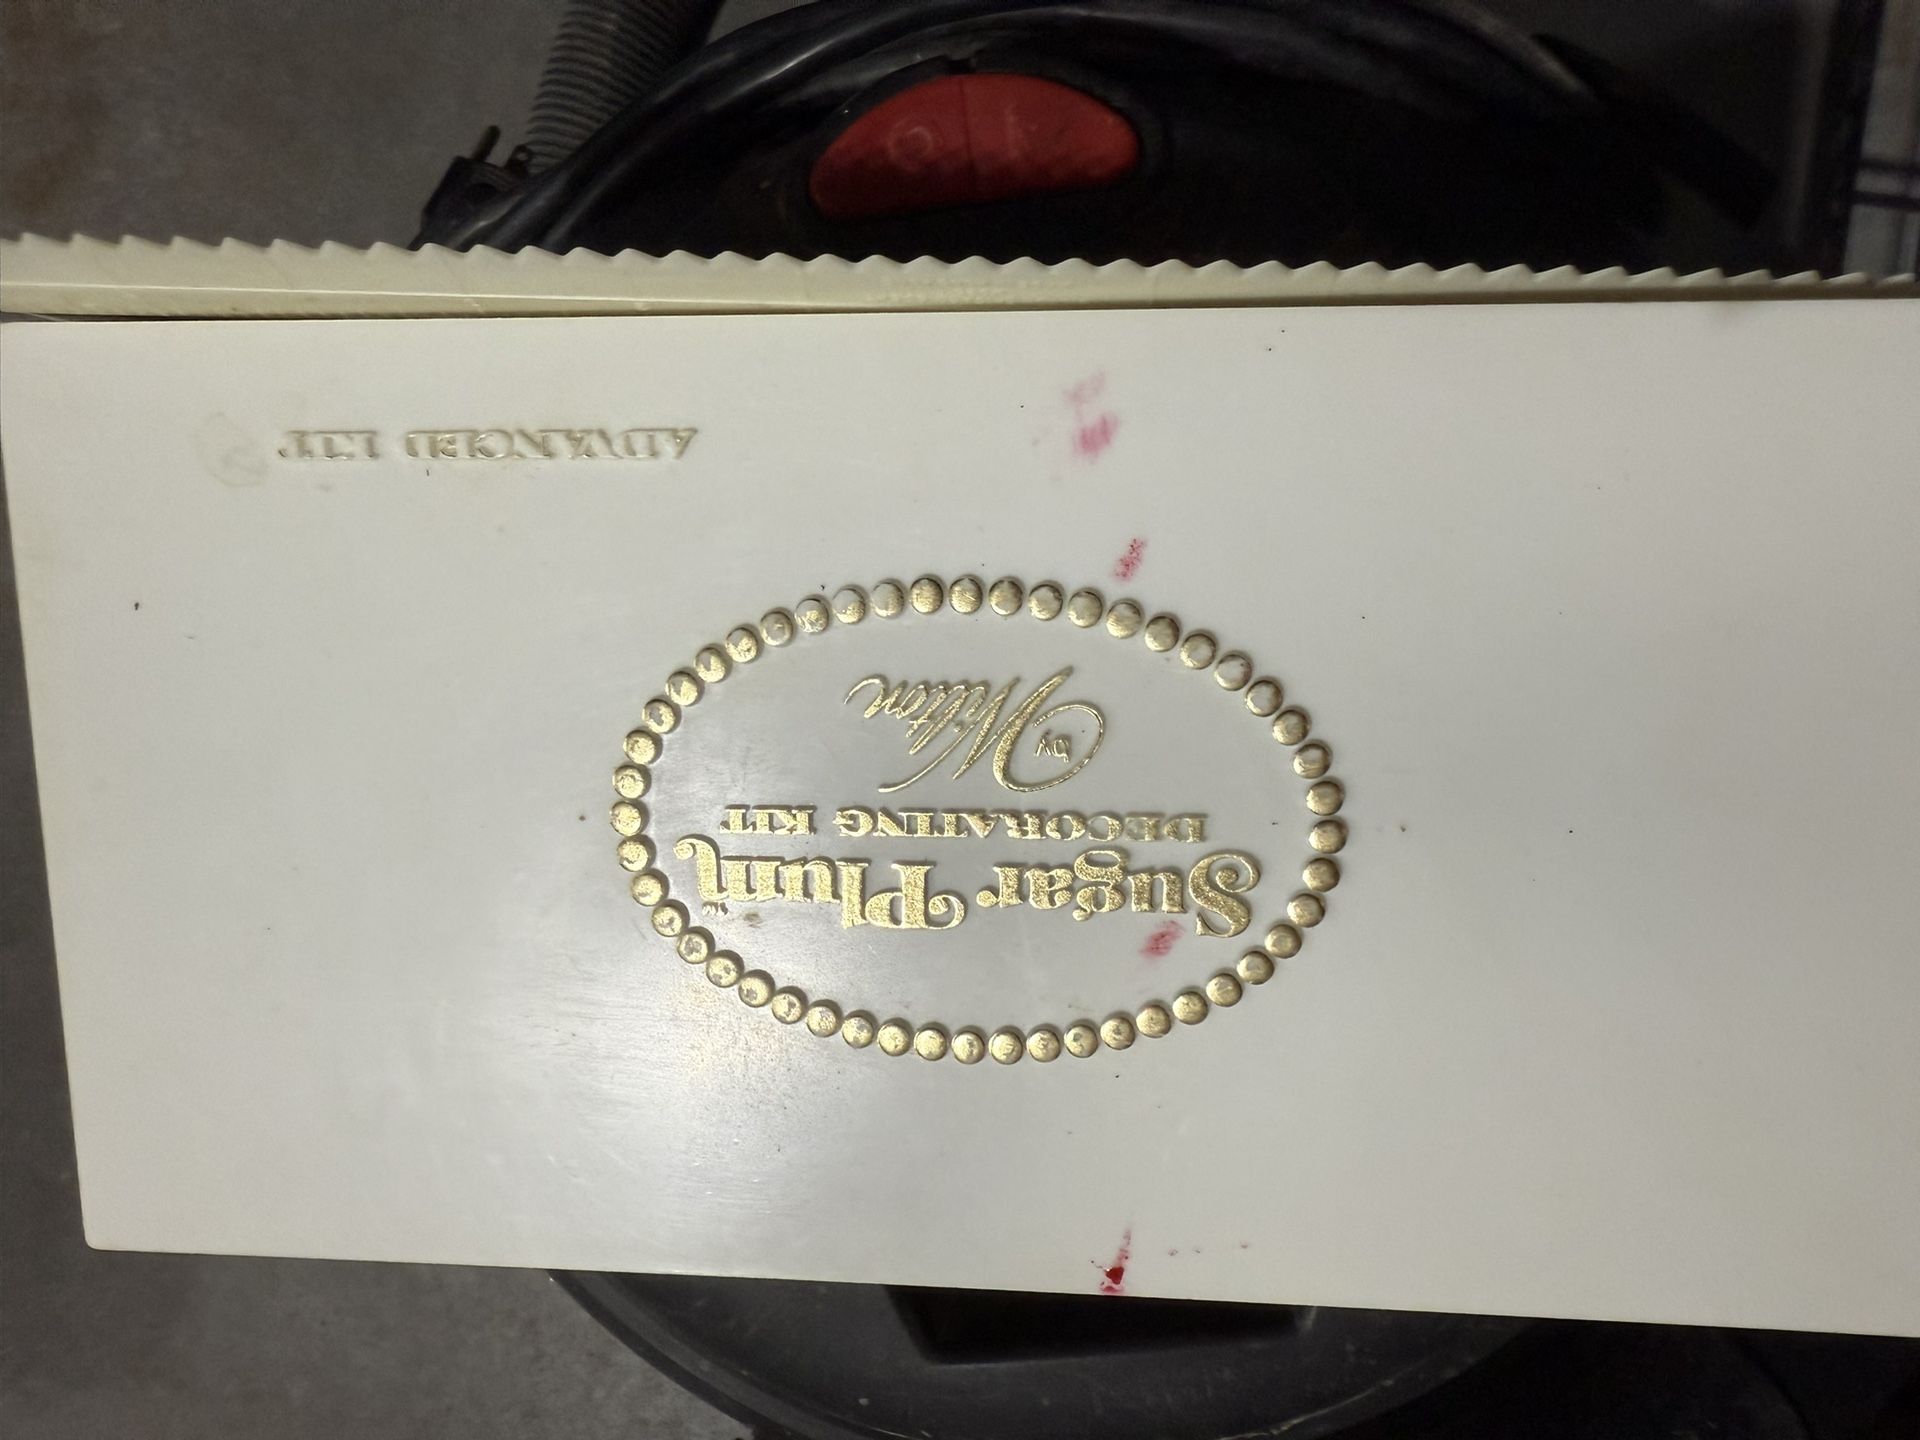 Sugar Plum
DECORATING KIT
by Wilton
ADVANCED KIT